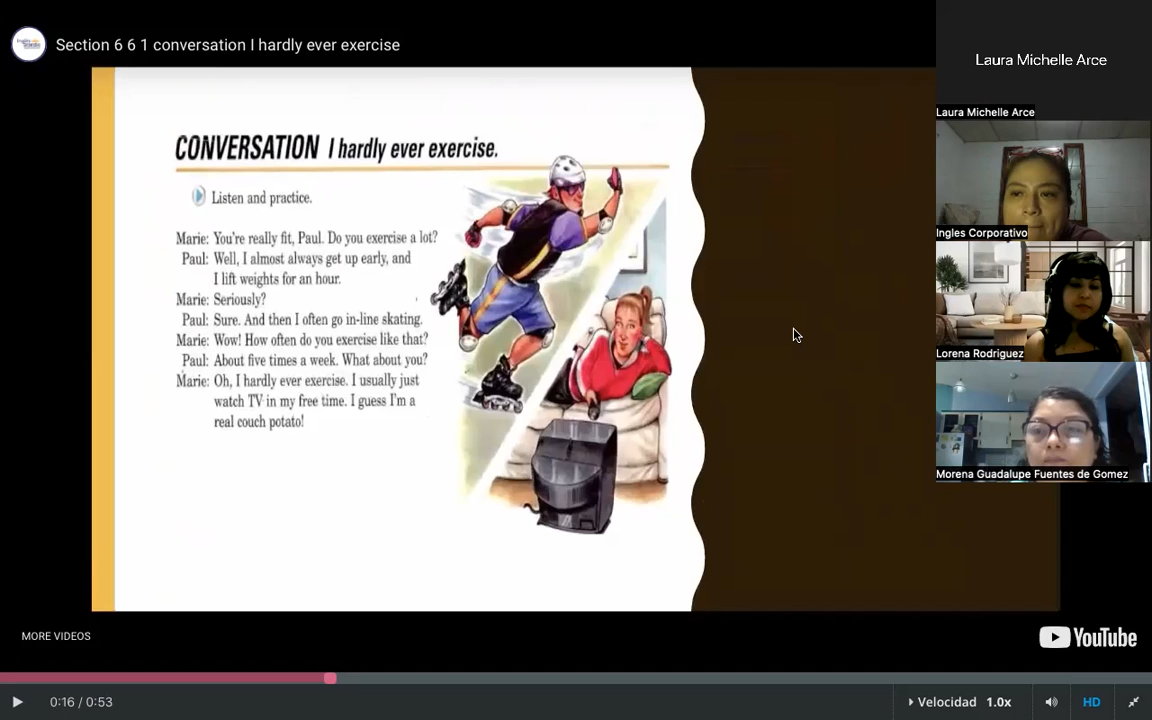 Section 6 6 1 conversation I hardly ever exercise
Laura Michelle Arce
Laura Michelle Arce
CONVERSATION I hardly ever exercise.
Listen and practice.
Marie: You're really fit, Paul. Do you exercise a lot?
Paul: Well, I almost always get up early, and
I lift weights for an hour.
Marie: Seriously?
Paul: Sure. And then I often go in-line skating.
Marie: Wow! How often do you exercise like that?
Paul: About five times a week. What about you?
Marie: Oh, I hardly ever exercise. I usually just
watch TV in my free time. I guess I'm a
real couch potato!
Ingles Corporativo
Lorena Rodriguez
Morena Guadalupe Fuentes de Gomez
MORE VIDEOS
YouTube
0:16 / 0:53
Velocidad 1.0x
HD